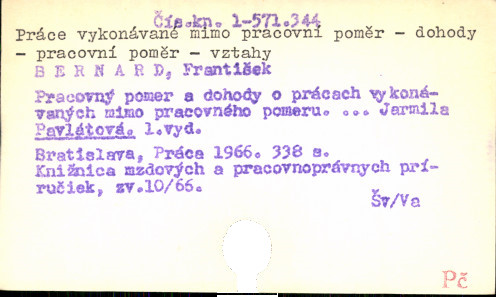 Čís.kn. 1-571.344
Práce vykonávané mimo pracovní poměr - dohody
- pracovní poměr - vztahy
BERNARD, František
Pracovný pomer a dohody o prácach vykoná-
vaných mimo pracovného pomeru. ... Jarmila
Pavlátová. 1.vyd.
Bratislava, Práca 1966. 338 s.
Knižnica mzdových a pracovnoprávnych prí-
ručiek, zv.10/66.
Šv/Va
Pč